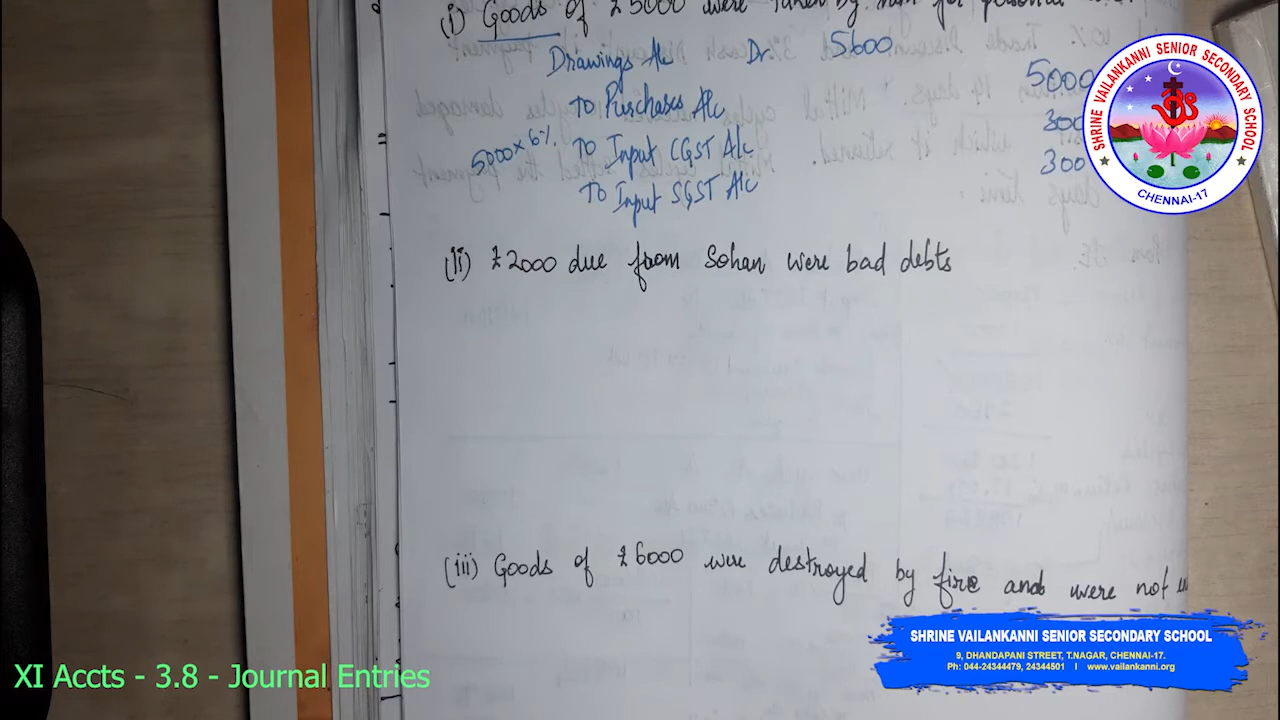 (i) Goods of ₹5000 were taken by him for personal
Drawings A/c Dr. 5600
To Purchases A/c 5000
5000 x 6% To Input CGST A/c 300
To Input SGST A/c 300
(ii) ₹2000 due from Sohan were bad debts
(iii) Goods of ₹6000 were destroyed by fire and were not
SHRINE VAILANKANNI SENIOR SECONDARY SCHOOL
CHENNAI-17
SHRINE VAILANKANNI SENIOR SECONDARY SCHOOL
9, DHANDAPANI STREET, T.NAGAR, CHENNAI-17.
Ph: 044-24344479, 24344501 I www.vailankanni.org
XI Accts - 3.8 - Journal Entries